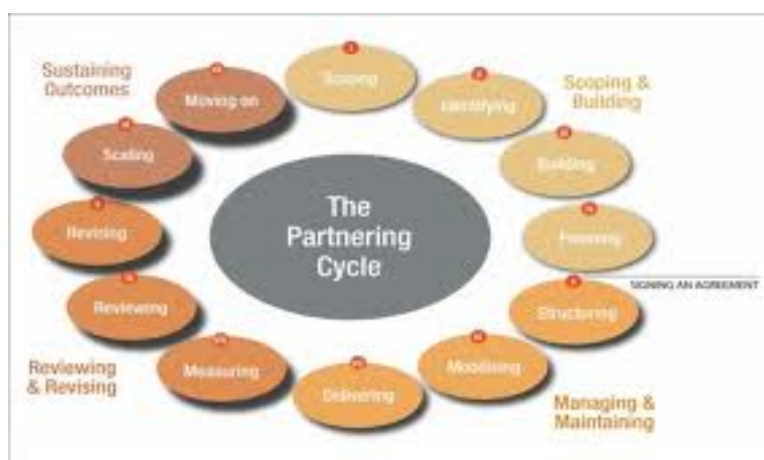 Sustaining
Outcomes
Moving on
Scoping
Identifying
Scoping &
Building
Scaling
Building
The
Partnering
Cycle
Revising
Planning
SIGNING AN AGREEMENT
Reviewing
Structuring
Reviewing
& Revising
Measuring
Delivering
Mobilising
Managing &
Maintaining